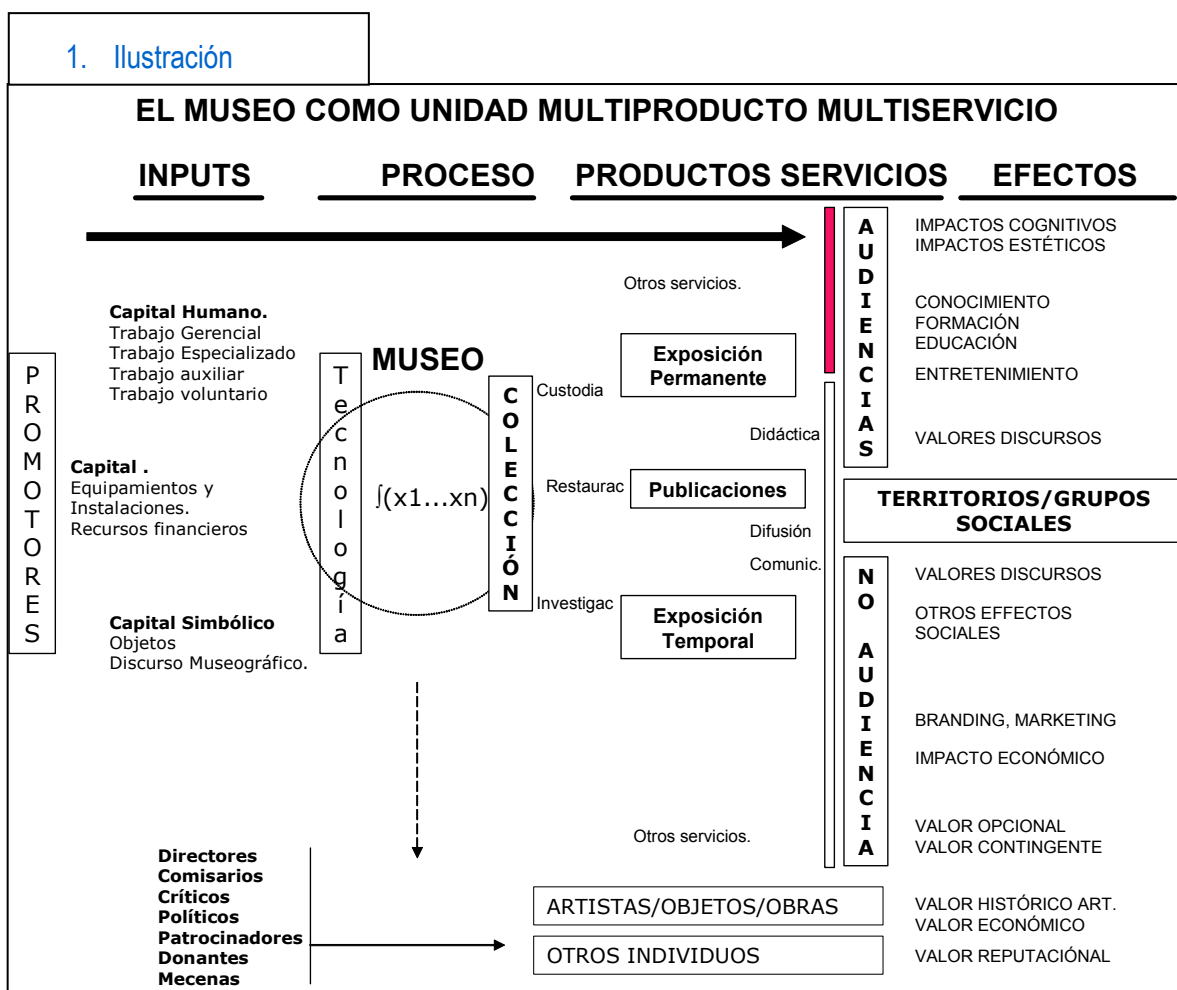 1. Ilustración
EL MUSEO COMO UNIDAD MULTIPRODUCTO MULTISERVICIO
INPUTS
PROCESO
PRODUCTOS SERVICIOS
EFECTOS
PROMOTORES
Capital Humano.
Trabajo Gerencial
Trabajo Especializado
Trabajo auxiliar
Trabajo voluntario
Capital .
Equipamientos y
Instalaciones.
Recursos financieros
Capital Simbólico
Objetos
Discurso Museográfico.
Tecnología
MUSEO
∫(x1...xn)
COLECCIÓN
Custodia
Restaurac
Investigac
Otros servicios.
Exposición
Permanente
Didáctica
Publicaciones
Difusión
Comunic.
Exposición
Temporal
Otros servicios.
AUDIENCIAS
IMPACTOS COGNITIVOS
IMPACTOS ESTÉTICOS
CONOCIMIENTO
FORMACIÓN
EDUCACIÓN
ENTRETENIMIENTO
VALORES DISCURSOS
TERRITORIOS/GRUPOS
SOCIALES
NO AUDIENCIA
VALORES DISCURSOS
OTROS EFFECTOS
SOCIALES
BRANDING, MARKETING
IMPACTO ECONÓMICO
VALOR OPCIONAL
VALOR CONTINGENTE
Directores
Comisarios
Críticos
Políticos
Patrocinadores
Donantes
Mecenas
ARTISTAS/OBJETOS/OBRAS
OTROS INDIVIDUOS
VALOR HISTÓRICO ART.
VALOR ECONÓMICO
VALOR REPUTACIÓNAL